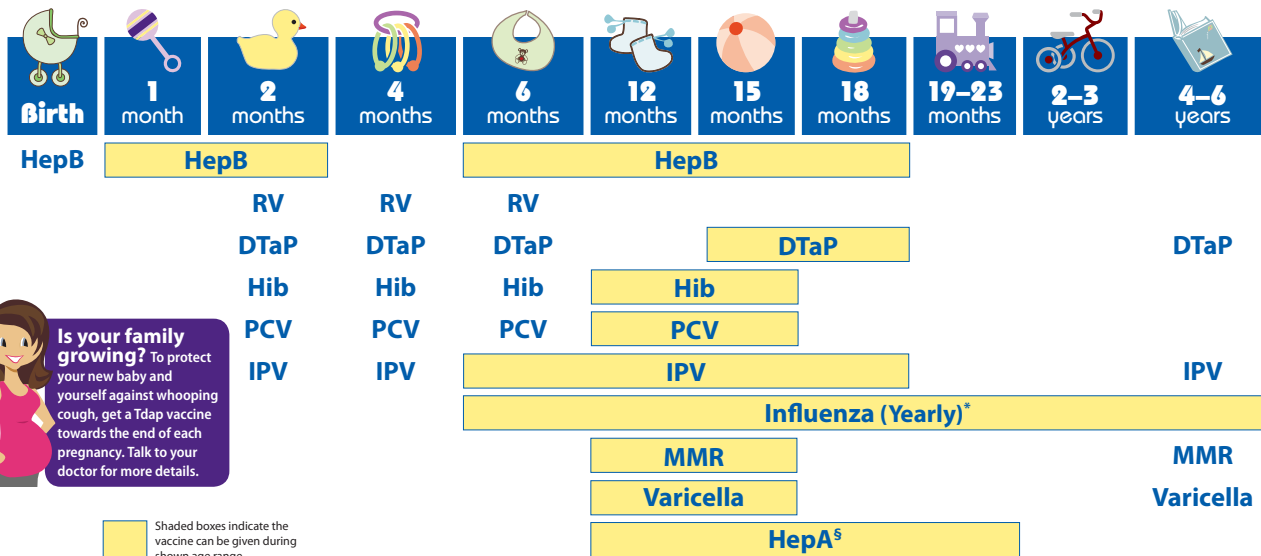 Birth
1 month
2 months
4 months
6 months
12 months
15 months
18 months
19–23 months
2–3 years
4–6 years
HepB HepB HepB
RV RV RV
DTaP DTaP DTaP DTaP DTaP
Hib Hib Hib Hib
PCV PCV PCV PCV
IPV IPV IPV IPV
Influenza (Yearly)*
MMR MMR
Varicella Varicella
HepA§
Is your family
growing? To protect
your new baby and
yourself against whooping
cough, get a Tdap vaccine
towards the end of each
pregnancy. Talk to your
doctor for more details.
Shaded boxes indicate the
vaccine can be given during
shown age range.